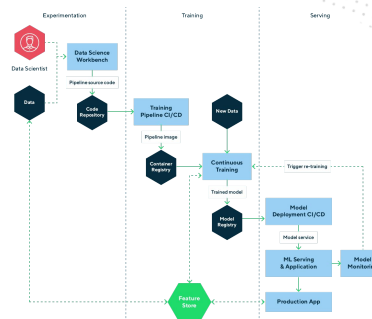 Experimentation
Training
Serving
Data Scientist
Data Science
Workbench
Pipeline source code
Data
Code
Repository
Training
Pipeline CI/CD
New Data
Pipeline image
Container
Registry
Continuous
Training
Trigger re-training
Trained model
Model
Registry
Model
Deployment CI/CD
Model service
ML Serving
& Application
Model
Monitori
Feature
Store
Production App